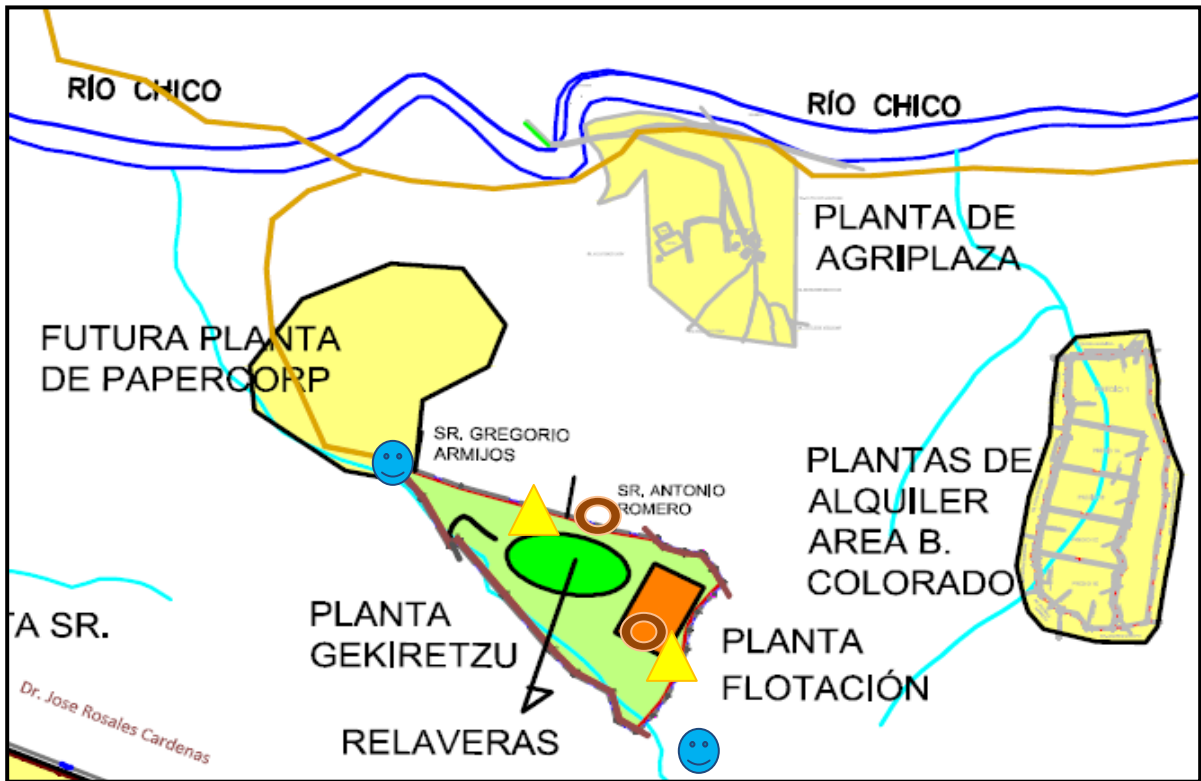 RÍO CHICO
RÍO CHICO
PLANTA DE
AGRIPLAZA
FUTURA PLANTA
DE PAPERCORP
SR. GREGORIO
ARMIJOS
SR. ANTONIO
ROMERO
PLANTAS DE
ALQUILER
AREA B.
COLORADO
TA SR.
PLANTA
GEKIRETZU
PLANTA
FLOTACIÓN
RELAVERAS
Dr. Jose Rosales Cardenas